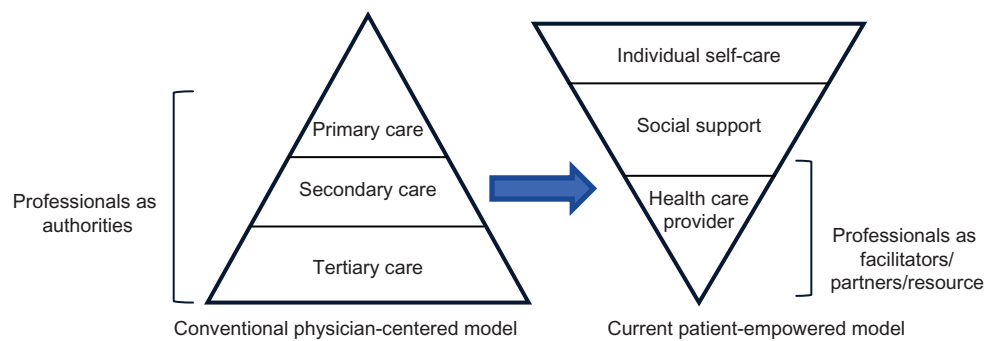 Professionals as
authorities
Primary care
Secondary care
Tertiary care
Conventional physician-centered model
Individual self-care
Social support
Health care
provider
Professionals as
facilitators/
partners/resource
Current patient-empowered model